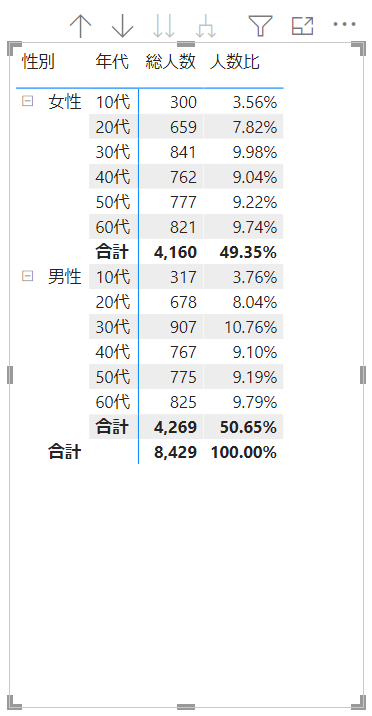 性別 年代 総人数 人数比
女性 10代 300 3.56%
20代 659 7.82%
30代 841 9.98%
40代 762 9.04%
50代 777 9.22%
60代 821 9.74%
合計 4,160 49.35%
男性 10代 317 3.76%
20代 678 8.04%
30代 907 10.76%
40代 767 9.10%
50代 775 9.19%
60代 825 9.79%
合計 4,269 50.65%
合計 8,429 100.00%